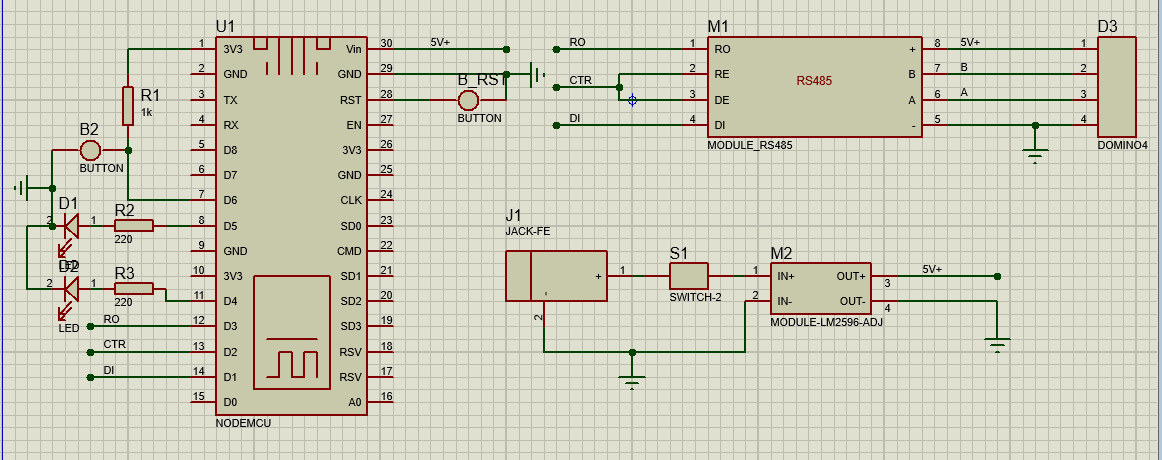 U1
1 3V3 Vin 30 5V+
2 GND GND 29
3 TX RST 28
4 RX EN 27
5 D8 3V3 26
6 D7 GND 25
7 D6 CLK 24
8 D5 SD0 23
9 GND CMD 22
10 3V3 SD1 21
11 D4 SD2 20
12 D3 SD3 19
13 D2 RSV 18
14 D1 RSV 17
15 D0 A0 16
NODEMCU
R1
1k
B2
BUTTON
D1
2 1
LED
R2
220
D2
2 1
LED
R3
220
RO
CTR
DI
B_RST
BUTTON
M1
RO 1 RO + 8 5V+
2 RE B 7 B
CTR
3 DE A 6 A
DI 4 DI - 5
RS485
MODULE_RS485
D3
1
2
3
4
DOMINO4
J1
JACK-FE
+ 1
-
2
S1
SWITCH-2
M2
1 IN+ OUT+ 3 5V+
2 IN- OUT- 4
MODULE-LM2596-ADJ